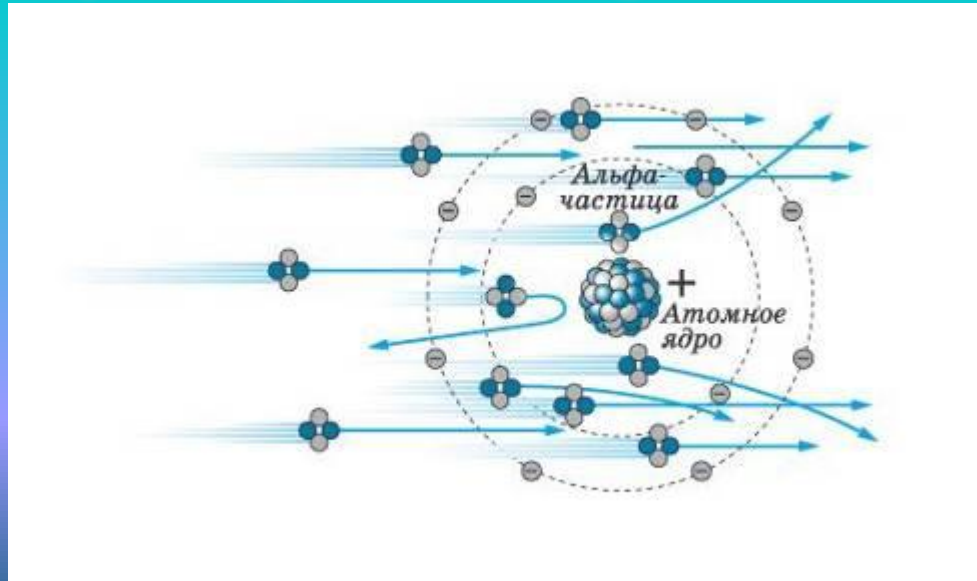 Альфа-
частица
+
Атомное
ядро